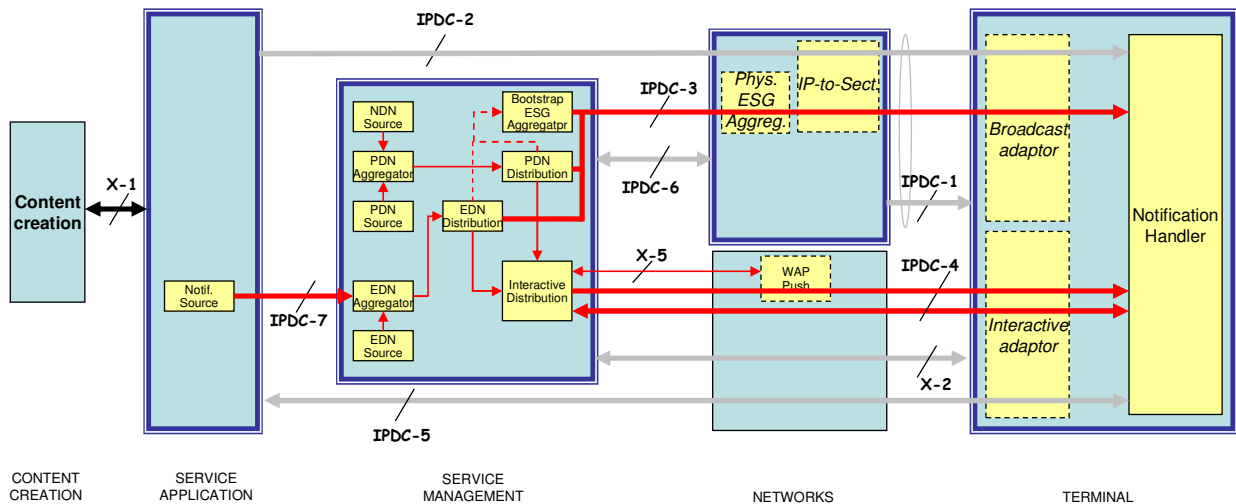 IPDC-2
Phys.
ESG
Aggreg.
IP-to-Sect.
IPDC-3
NDN
Source
Bootstrap
ESG
Aggregatpr
Broadcast
adaptor
PDN
Aggregator
PDN
Distribution
IPDC-6
X-1
Content
creation
PDN
Source
EDN
Distribution
IPDC-1
Notification
Handler
X-5
WAP
Push
IPDC-4
Notif.
Source
EDN
Aggregator
Interactive
Distribution
IPDC-7
Interactive
adaptor
EDN
Source
X-2
IPDC-5
CONTENT
CREATION
SERVICE
APPLICATION
SERVICE
MANAGEMENT
NETWORKS
TERMINAL